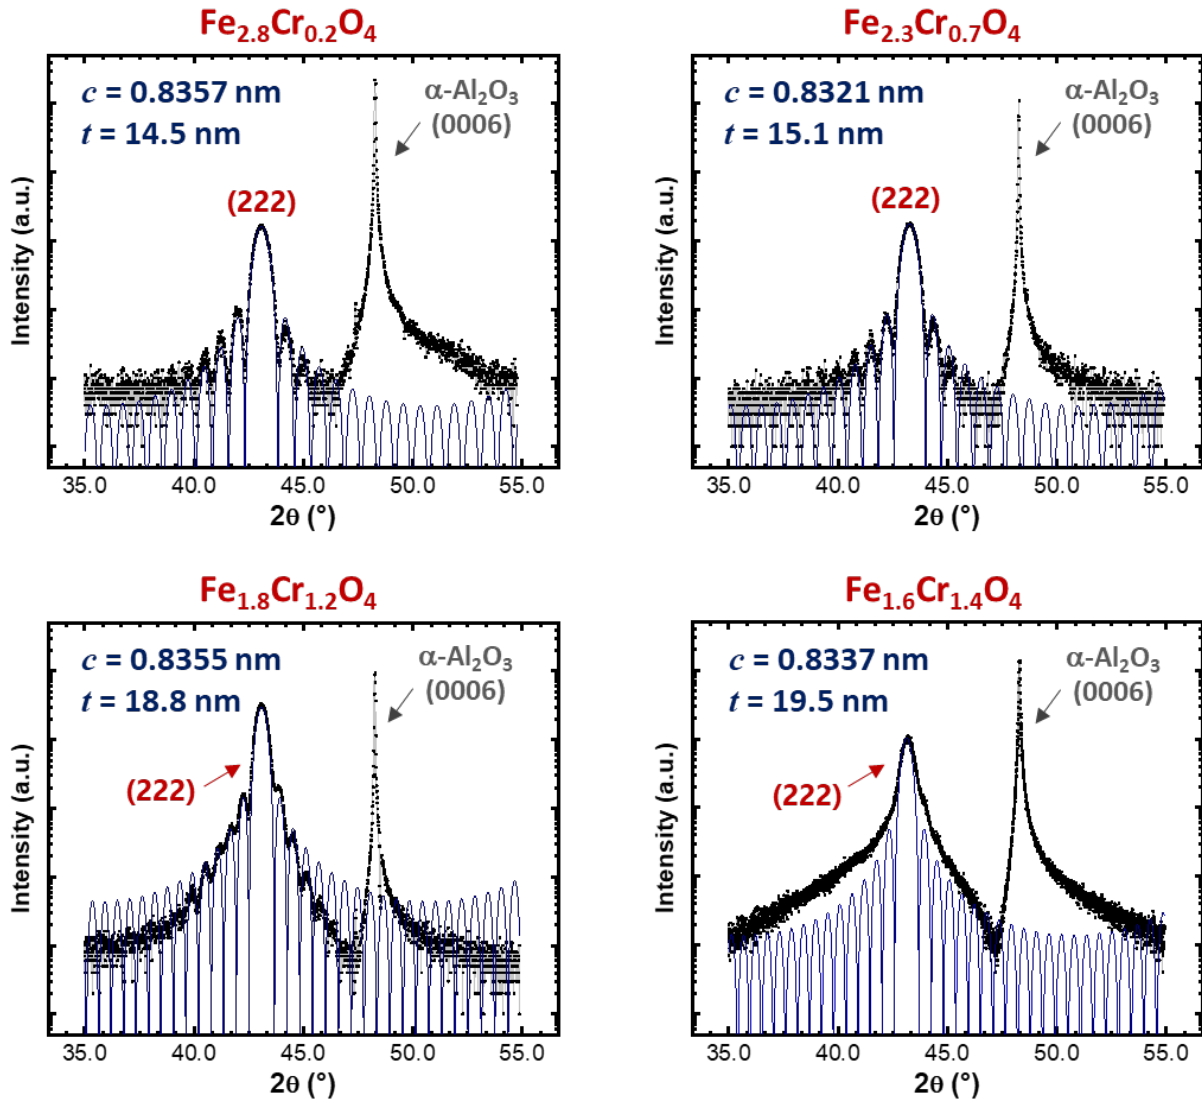 Fe2.8Cr0.2O4
c = 0.8357 nm
t = 14.5 nm
α-Al2O3
(0006)
(222)
Intensity (a.u.)
35.0 40.0 45.0 50.0 55.0
2θ (°)
Fe2.3Cr0.7O4
c = 0.8321 nm
t = 15.1 nm
α-Al2O3
(0006)
(222)
Intensity (a.u.)
35.0 40.0 45.0 50.0 55.0
2θ (°)
Fe1.8Cr1.2O4
c = 0.8355 nm
t = 18.8 nm
α-Al2O3
(0006)
(222)
Intensity (a.u.)
35.0 40.0 45.0 50.0 55.0
2θ (°)
Fe1.6Cr1.4O4
c = 0.8337 nm
t = 19.5 nm
α-Al2O3
(0006)
(222)
Intensity (a.u.)
35.0 40.0 45.0 50.0 55.0
2θ (°)